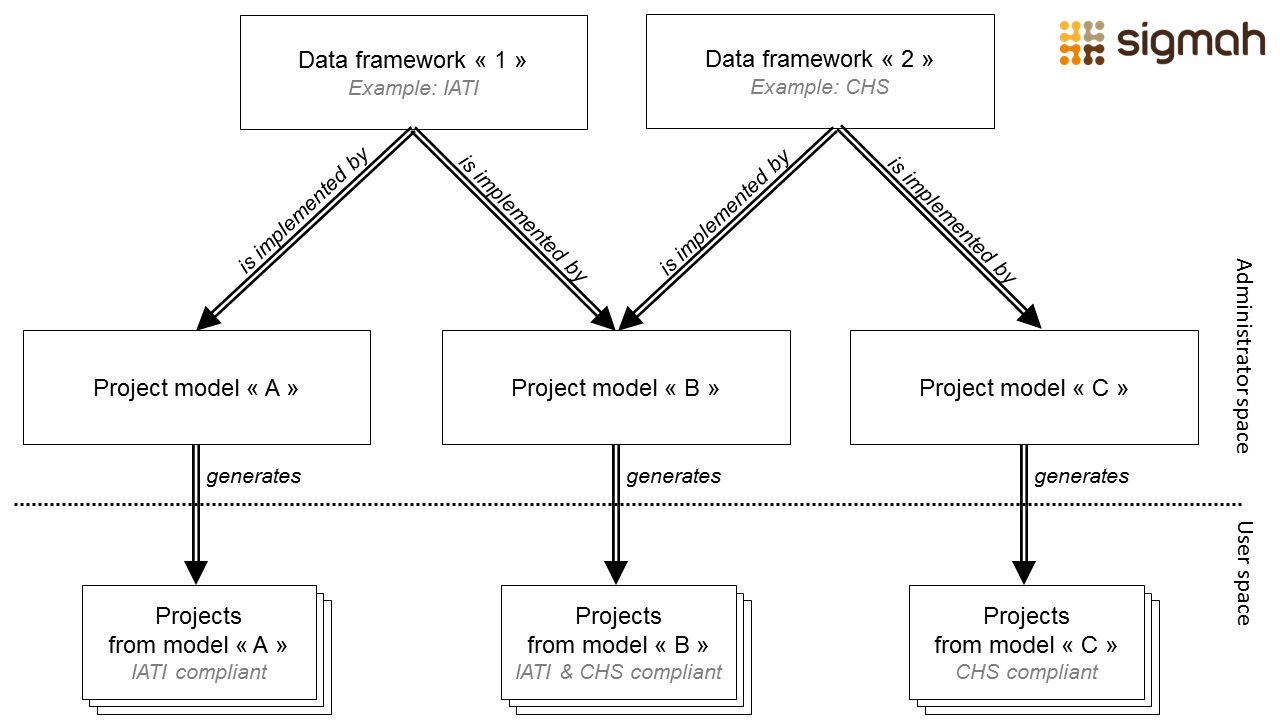 Data framework « 1 »
Example: IATI
Data framework « 2 »
Example: CHS
sigmah
is implemented by
is implemented by
is implemented by
is implemented by
Project model « A »
Project model « B »
Project model « C »
Administrator space
generates
generates
generates
User space
Projects
from model « A »
IATI compliant
Projects
from model « B »
IATI & CHS compliant
Projects
from model « C »
CHS compliant